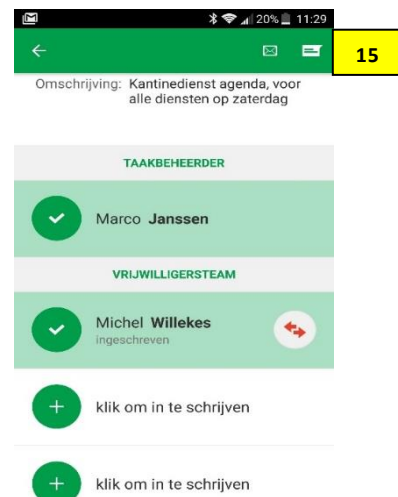 20% 11:29
15
Omschrijving: Kantinedienst agenda, voor
alle diensten op zaterdag
TAAKBEHEERDER
Marco Janssen
VRIJWILLIGERSTEAM
Michel Willekes
ingeschreven
klik om in te schrijven
klik om in te schrijven